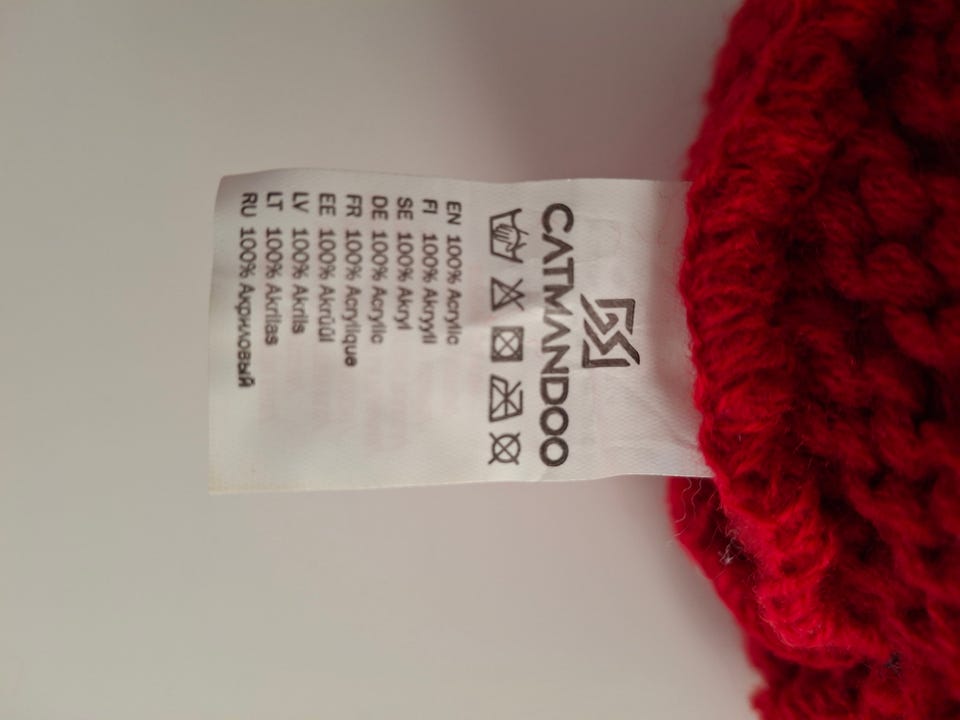 CATMANDOO
EN 100% Acrylic
FI 100% Akryyli
SE 100% Akryl
DE 100% Acrylic
FR 100% Acrylique
EE 100% Akrüül
LV 100% Akrils
LT 100% Akrilas
RU 100% Акриловый